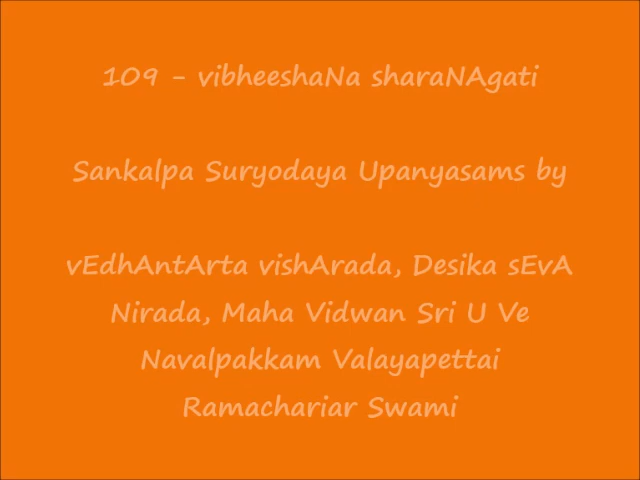 109 - vibheeshaNa sharaNAgati
Sankalpa Suryodaya Upanyasams by
vEdhAntArta vishArada, Desika sEvA
Nirada, Maha Vidwan Sri U Ve
Navalpakkam Valayapettai
Ramachariar Swami